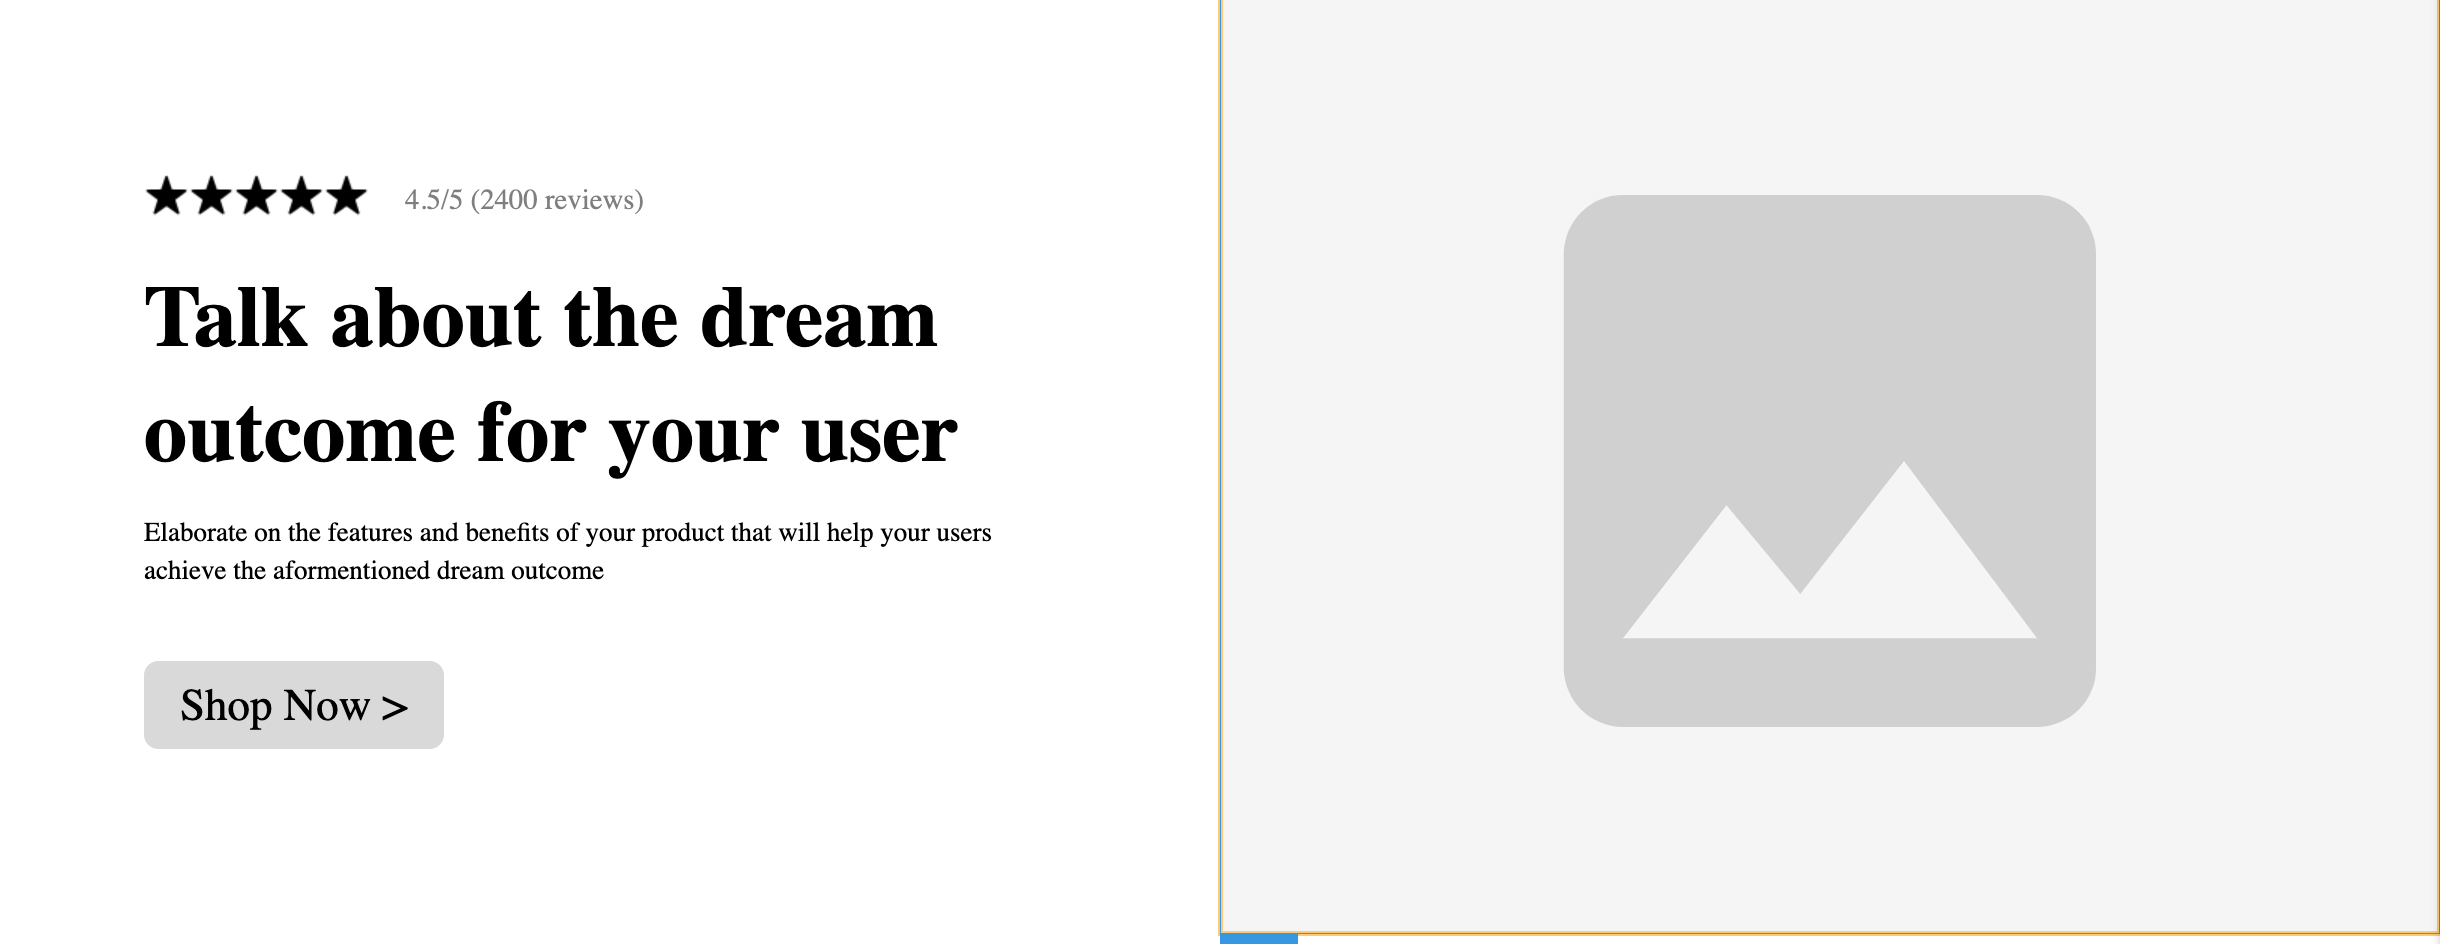 ★★★★★ 4.5/5 (2400 reviews)
Talk about the dream
outcome for your user
Elaborate on the features and benefits of your product that will help your users
achieve the aformentioned dream outcome
Shop Now >